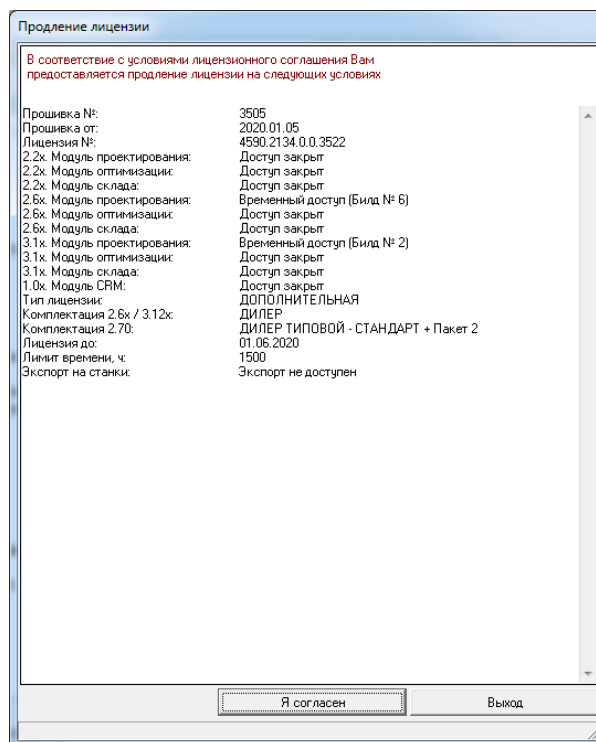 Продление лицензии
В соответствие с условиями лицензионного соглашения Вам
предоставляется продление лицензии на следующих условиях
Прошивка №: 3505
Прошивка от: 2020.01.05
Лицензия №: 4590.2134.0.0.3522
2.2x. Модуль проектирования: Доступ закрыт
2.2x. Модуль оптимизации: Доступ закрыт
2.2x. Модуль склада: Доступ закрыт
2.6x. Модуль проектирования: Временный доступ (Билд № 6)
2.6x. Модуль оптимизации: Доступ закрыт
2.6x. Модуль склада: Доступ закрыт
3.1x. Модуль проектирования: Временный доступ (Билд № 2)
3.1x. Модуль оптимизации: Доступ закрыт
3.1x. Модуль склада: Доступ закрыт
1.0x. Модуль CRM: Доступ закрыт
Тип лицензии: ДОПОЛНИТЕЛЬНАЯ
Комплектация 2.6x / 3.12x: ДИЛЕР
Комплектация 2.70: ДИЛЕР ТИПОВОЙ - СТАНДАРТ + Пакет 2
Лицензия до: 01.06.2020
Лимит времени, ч: 1500
Экспорт на станки: Экспорт не доступен
Я согласен Выход